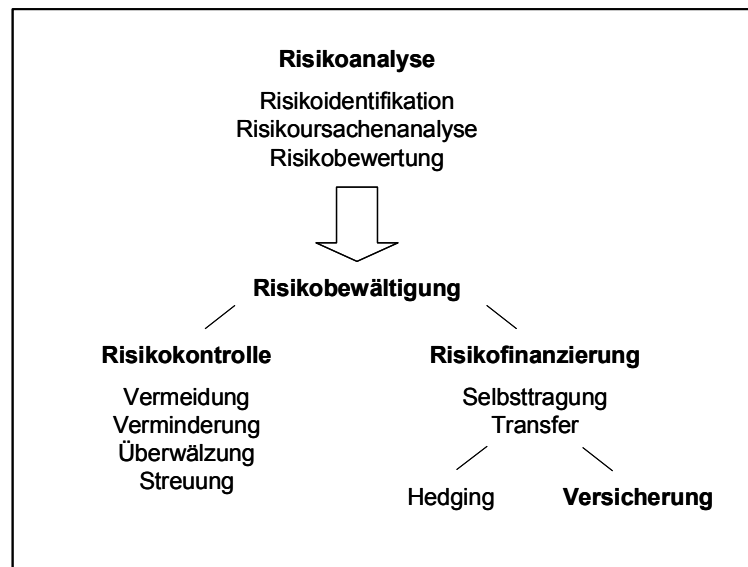 Risikoanalyse
Risikoidentifikation
Risikoursachenanalyse
Risikobewertung
Risikobewältigung
Risikokontrolle
Vermeidung
Verminderung
Überwälzung
Streuung
Risikofinanzierung
Selbsttragung
Transfer
Hedging
Versicherung